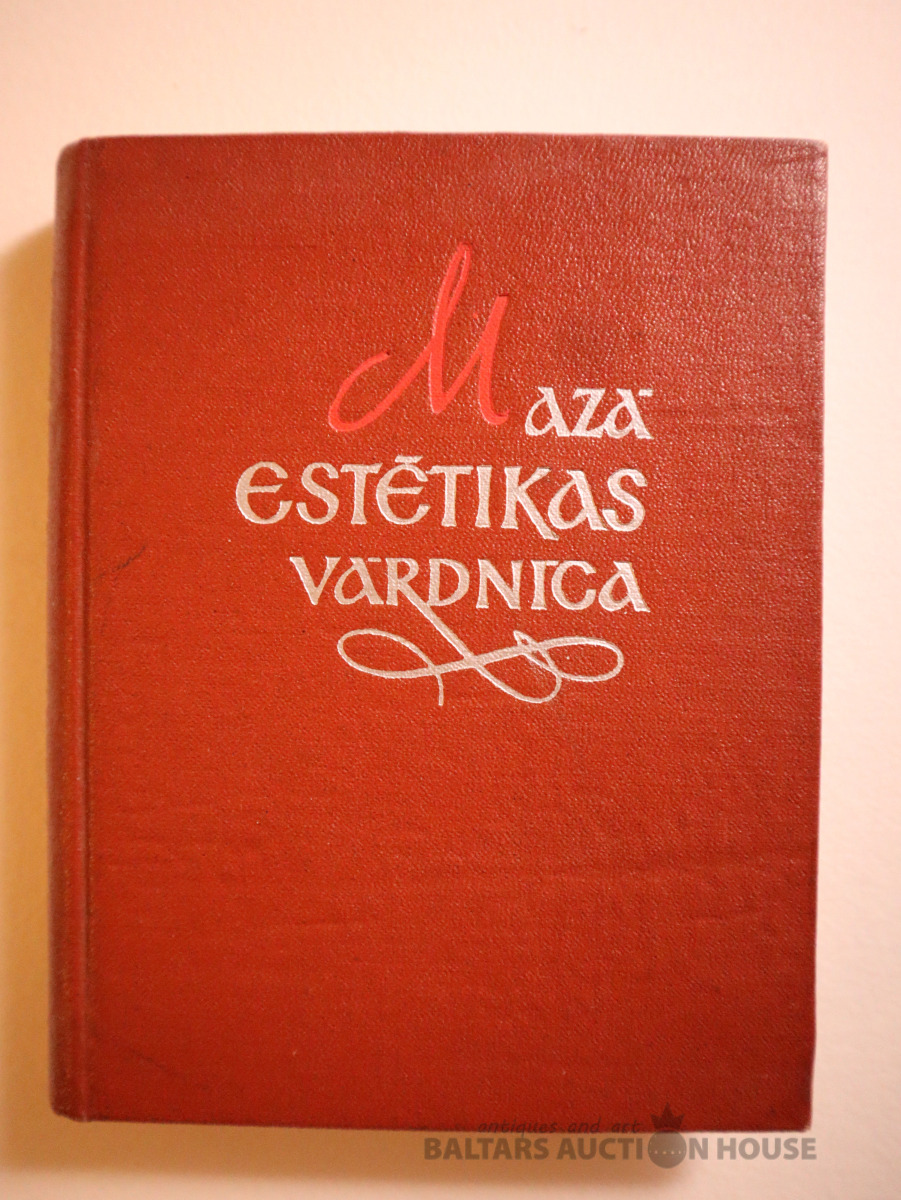 Mazā
estētikas
vārdnīca
antiques and art
BALTARS AUCTION HOUSE